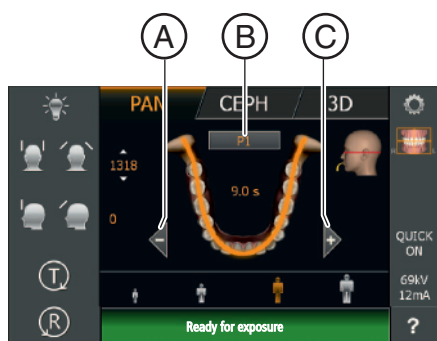 A B C
PAN CEPH 3D
P1
1318
9.0 s
0
− +
QUICK
ON
T
69kV
12mA
R
Ready for exposure
?